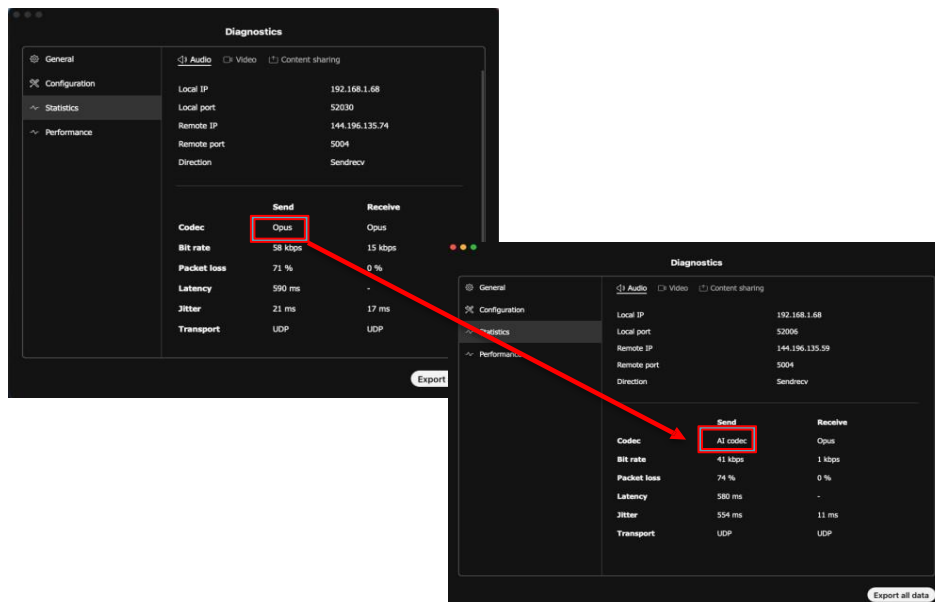 Diagnostics
General
Configuration
Statistics
Performance
Audio Video Content sharing
Local IP 192.168.1.68
Local port 52030
Remote IP 144.196.135.74
Remote port 5004
Direction Sendrecv
Send Receive
Codec Opus Opus
Bit rate 58 kbps 15 kbps
Packet loss 71 % 0 %
Latency 590 ms -
Jitter 21 ms 17 ms
Transport UDP UDP
Export
Diagnostics
General
Configuration
Statistics
Performance
Audio Video Content sharing
Local IP 192.168.1.68
Local port 52006
Remote IP 144.196.135.59
Remote port 5004
Direction Sendrecv
Send Receive
Codec AI codec Opus
Bit rate 41 kbps 1 kbps
Packet loss 74 % 0 %
Latency 580 ms -
Jitter 554 ms 11 ms
Transport UDP UDP
Export all data